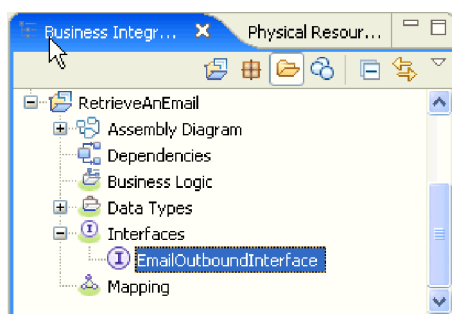 Business Integr... Physical Resour...
RetrieveAnEmail
Assembly Diagram
Dependencies
Business Logic
Data Types
Interfaces
EmailOutboundInterface
Mapping